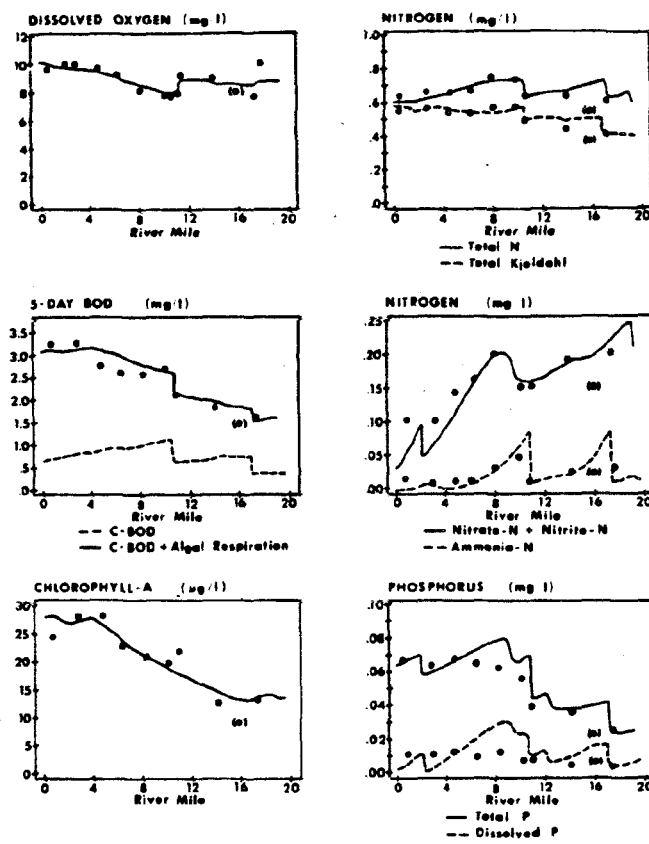 DISSOLVED OXYGEN (mg/l)
12
10
8
6
4
2
0
0 4 8 12 16 20
(o)
River Mile
NITROGEN (mg/l)
1.0
.8
.6
.4
.2
.0
0 4 8 12 16 20
(o)
(o)
River Mile
Total N
Total Kjeldahl
5-DAY BOD (mg/l)
3.5
3.0
2.5
2.0
1.5
1.0
.5
0
0 4 8 12 16 20
(o)
River Mile
C-BOD
C-BOD + Algal Respiration
NITROGEN (mg/l)
.25
.20
.15
.10
.05
.00
0 4 8 12 16 20
(o)
(o)
River Mile
Nitrate-N + Nitrite-N
Ammonia-N
CHLOROPHYLL-A (µg/l)
30
25
20
15
10
5
0
0 4 8 12 16 20
(o)
River Mile
PHOSPHORUS (mg l)
.10
.08
.06
.04
.02
.00
0 4 8 12 16 20
(o)
(o)
River Mile
Total P
Dissolved P